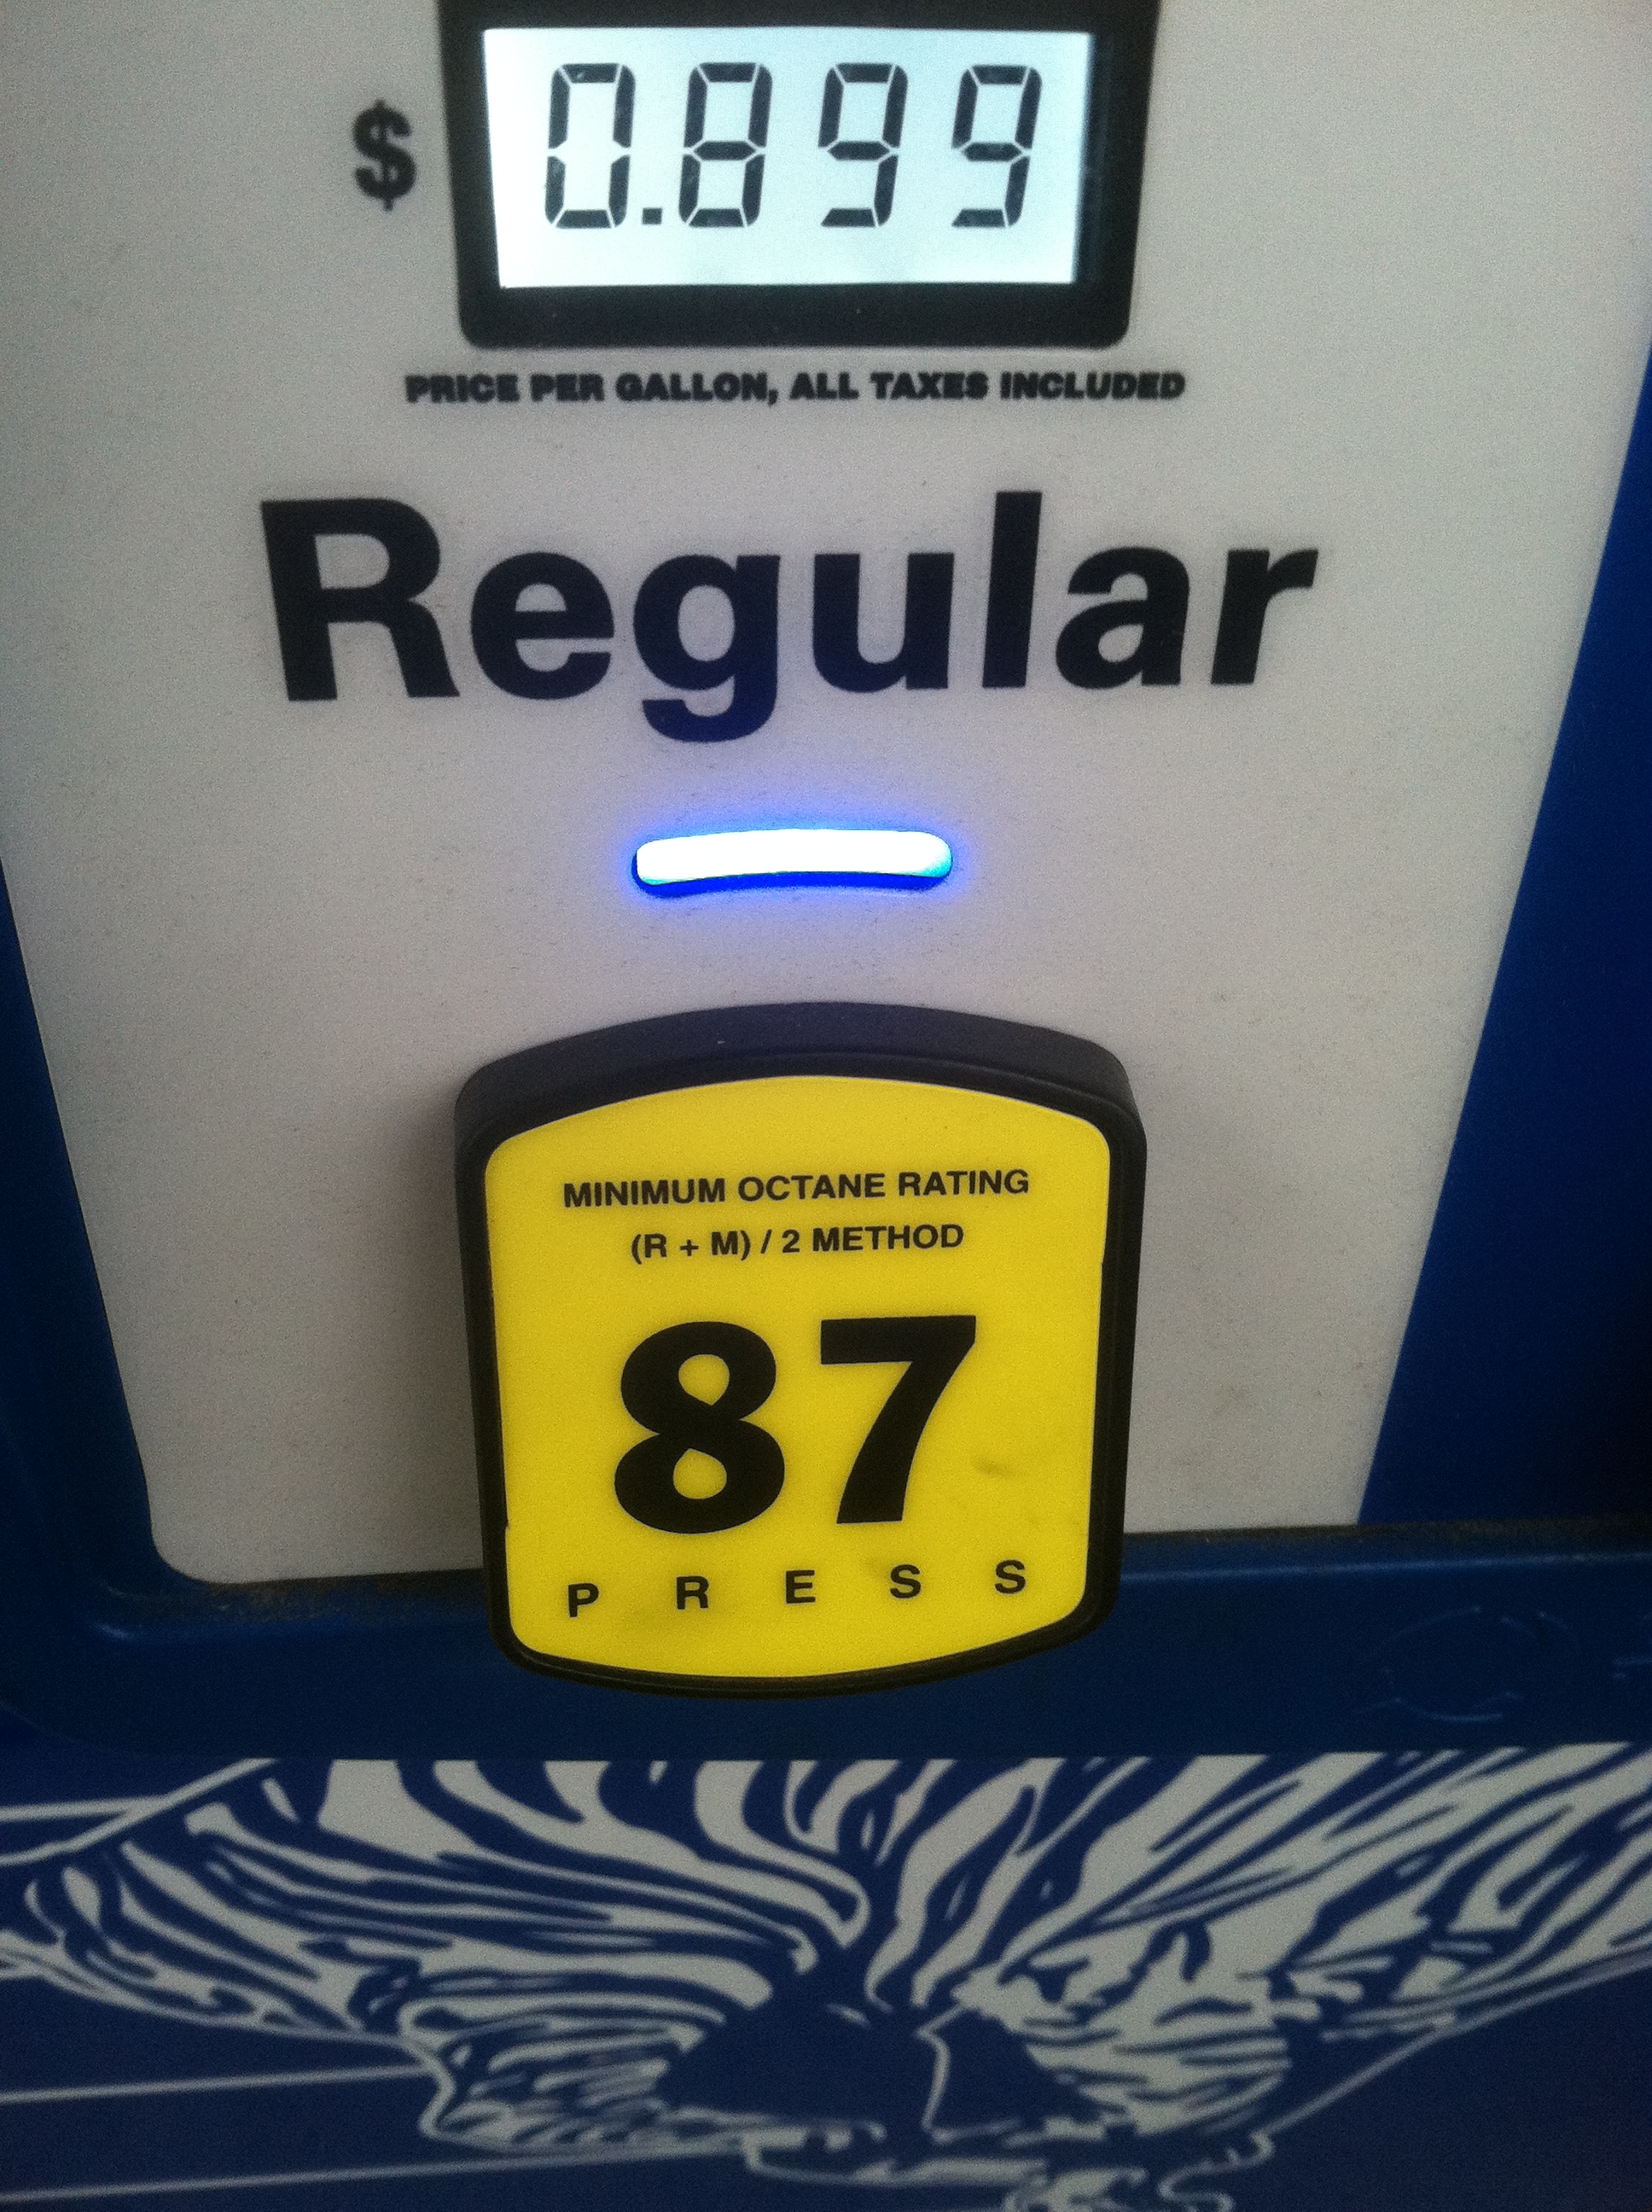 $ 0.899
PRICE PER GALLON, ALL TAXES INCLUDED
Regular
MINIMUM OCTANE RATING
(R + M) / 2 METHOD
87
PRESS